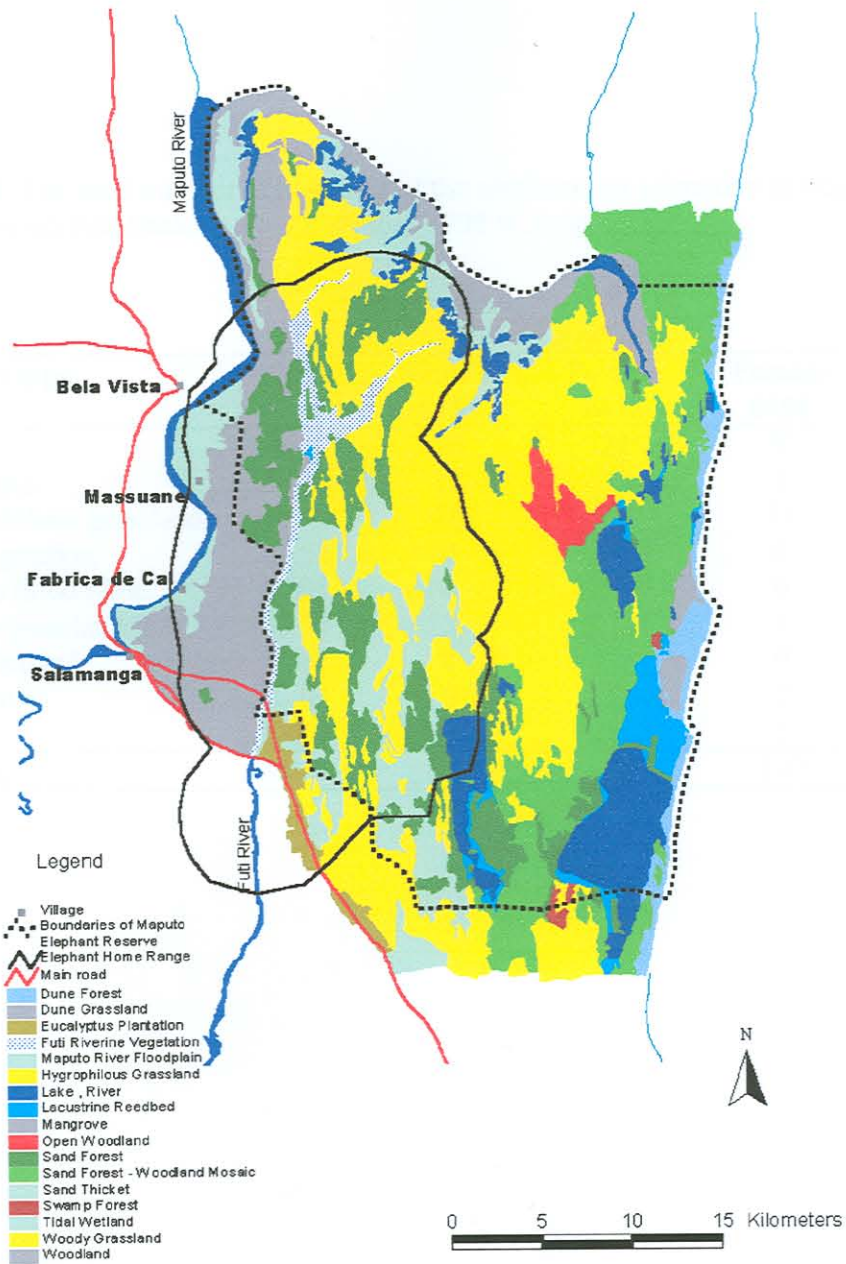 Maputo River
Bela Vista
Massuane
Fabrica de Ca
Salamanga
Futi River
Legend
Village
Boundaries of Maputo
Elephant Reserve
Elephant Home Range
Main road
Dune Forest
Dune Grassland
Eucalyptus Plantation
Futi Riverine Vegetation
Maputo River Floodplain
Hygrophilous Grassland
Lake , River
Lacustrine Reedbed
Mangrove
Open Woodland
Sand Forest
Sand Forest - Woodland Mosaic
Sand Thicket
Swamp Forest
Tidal Wetland
Woody Grassland
Woodland
N
0 5 10 15 Kilometers